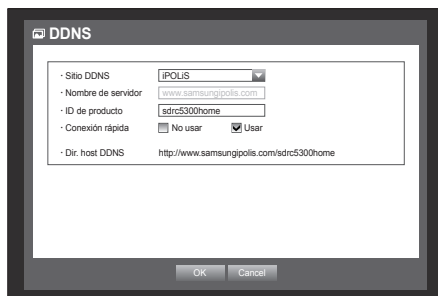 DDNS
· Sitio DDNS iPOLiS
· Nombre de servidor www.samsungipolis.com
· ID de producto sdrc5300home
· Conexión rápida No usar Usar
· Dir. host DDNS http://www.samsungipolis.com/sdrc5300home
OK Cancel